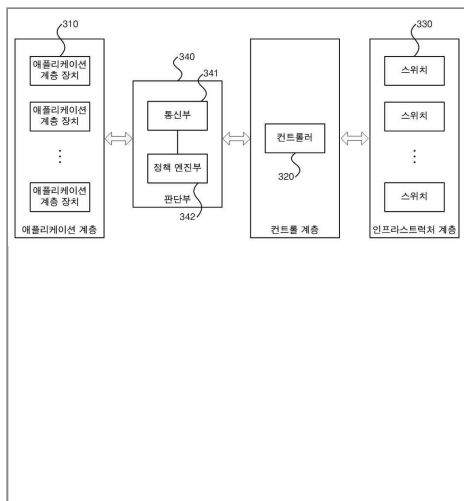 310
330
340
341
애플리케이션
계층 장치
애플리케이션
계층 장치
⋮
애플리케이션
계층 장치
애플리케이션 계층
통신부
정책 엔진부
판단부
342
컨트롤러
320
컨트롤 계층
스위치
스위치
⋮
스위치
인프라스트럭처 계층